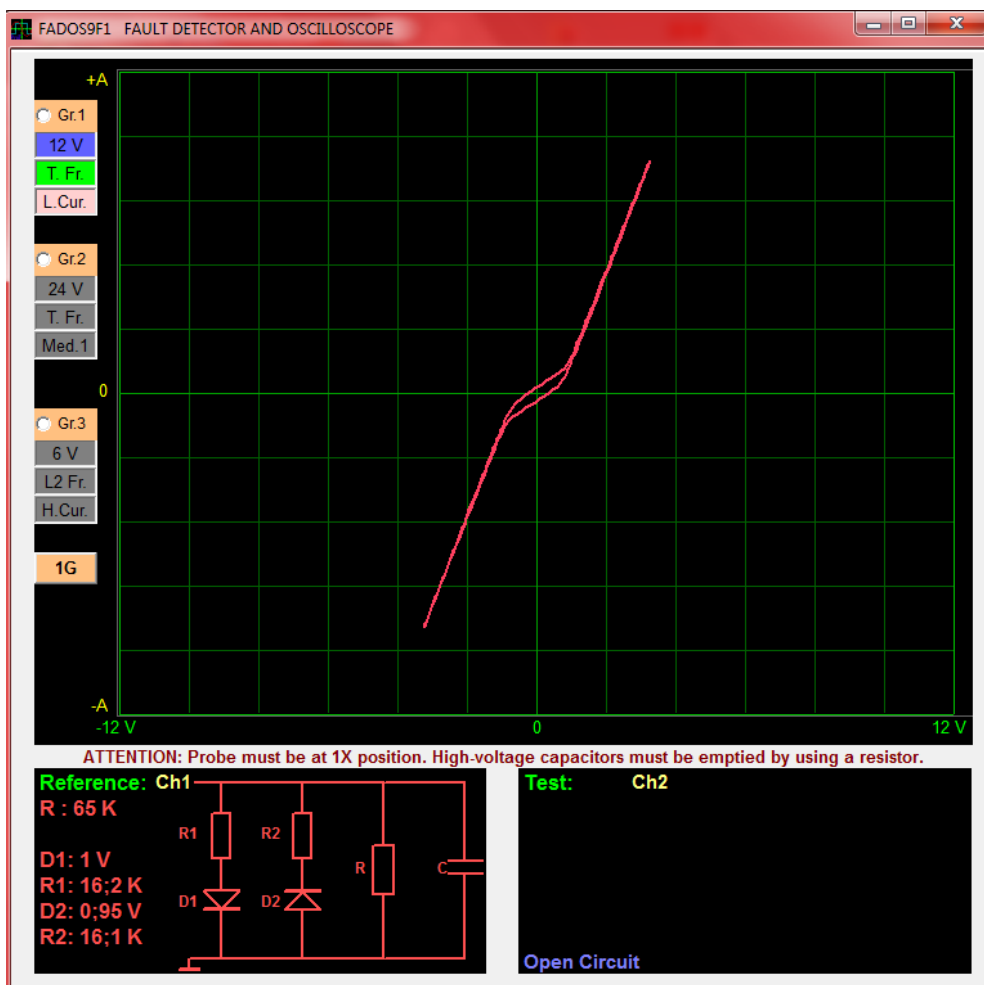 FADOS9F1 FAULT DETECTOR AND OSCILLOSCOPE
+A
Gr.1
12 V
T. Fr.
L.Cur.
Gr.2
24 V
T. Fr.
Med.1
0
Gr.3
6 V
L2 Fr.
H.Cur.
1G
-A
-12 V 0 12 V
ATTENTION: Probe must be at 1X position. High-voltage capacitors must be emptied by using a resistor.
Reference: Ch1
R : 65 K
D1: 1 V
R1: 16;2 K
D2: 0;95 V
R2: 16;1 K
R1 R2
R C
D1 D2
Test: Ch2
Open Circuit